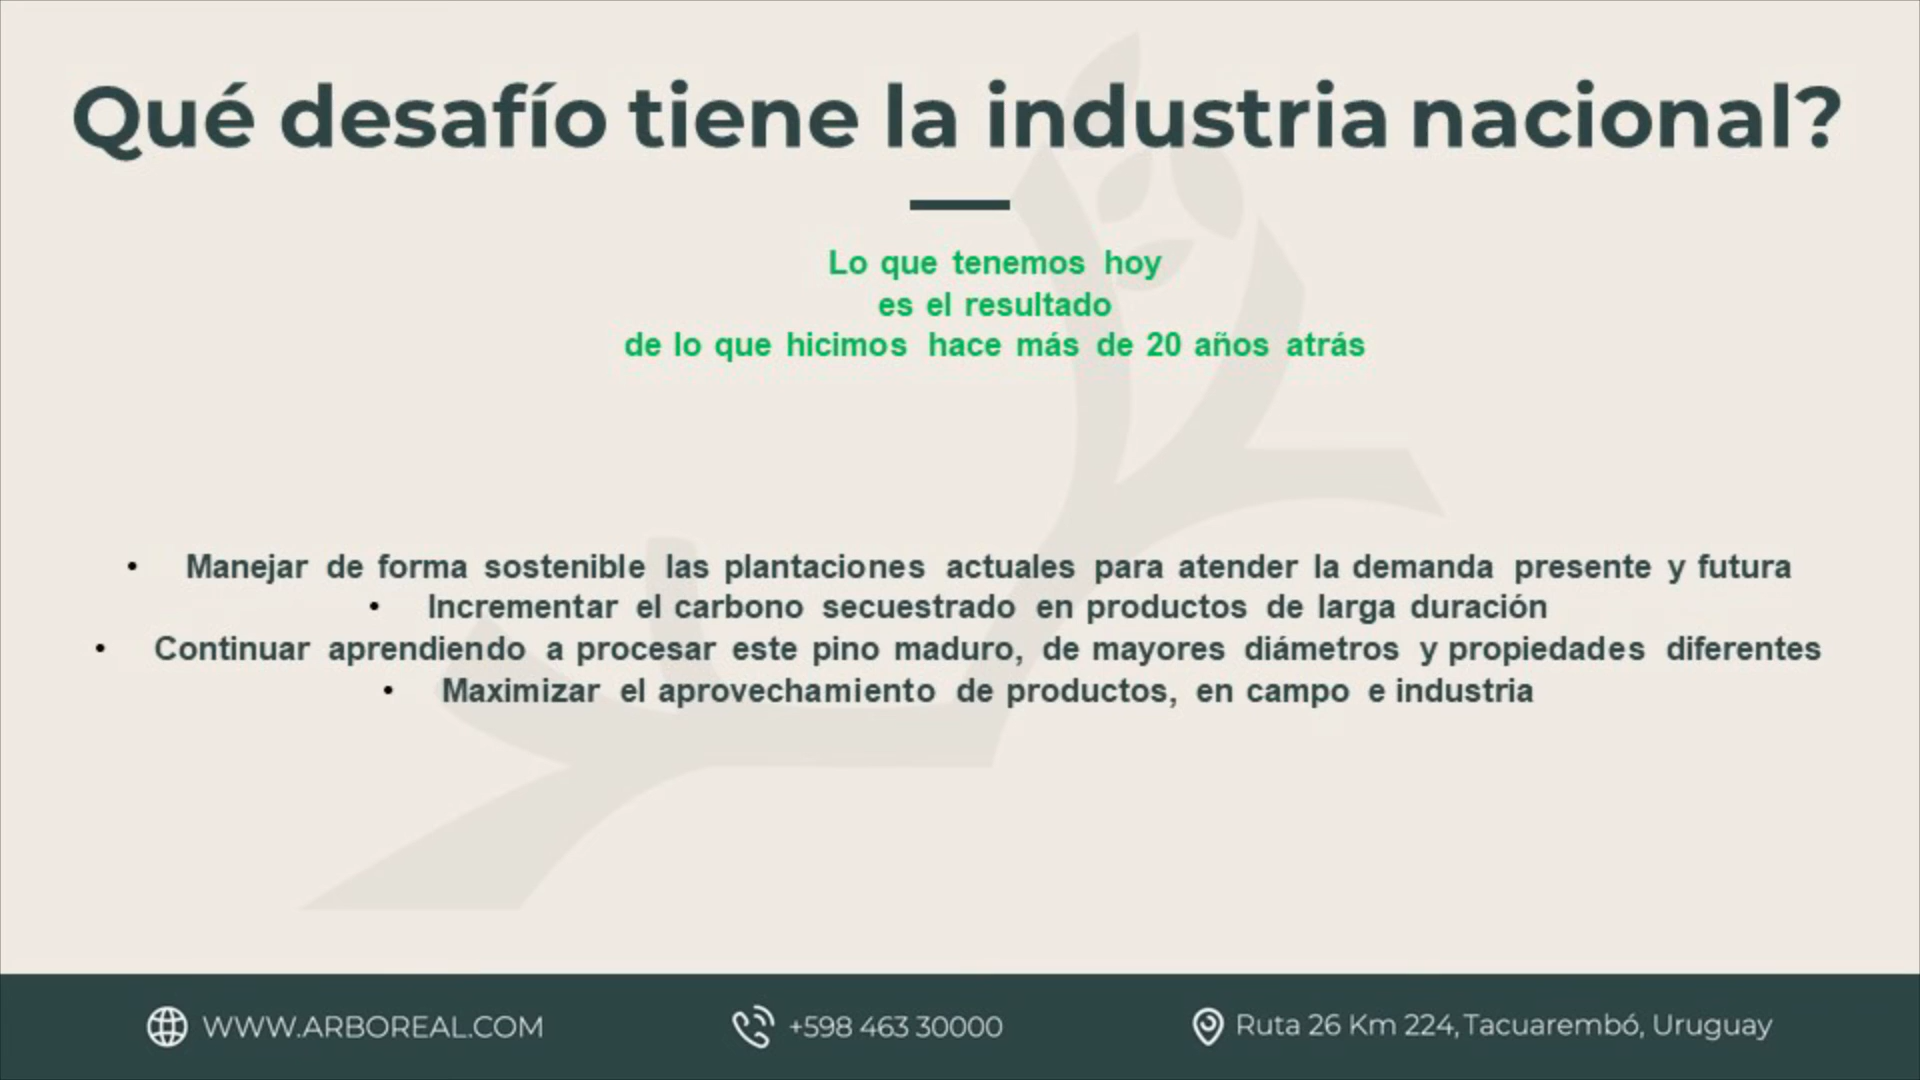 Qué desafío tiene la industria nacional?
Lo que tenemos hoy
es el resultado
de lo que hicimos hace más de 20 años atrás
• Manejar de forma sostenible las plantaciones actuales para atender la demanda presente y futura
• Incrementar el carbono secuestrado en productos de larga duración
• Continuar aprendiendo a procesar este pino maduro, de mayores diámetros y propiedades diferentes
• Maximizar el aprovechamiento de productos, en campo e industria
WWW.ARBOREAL.COM
+598 463 30000
Ruta 26 Km 224, Tacuarembó, Uruguay